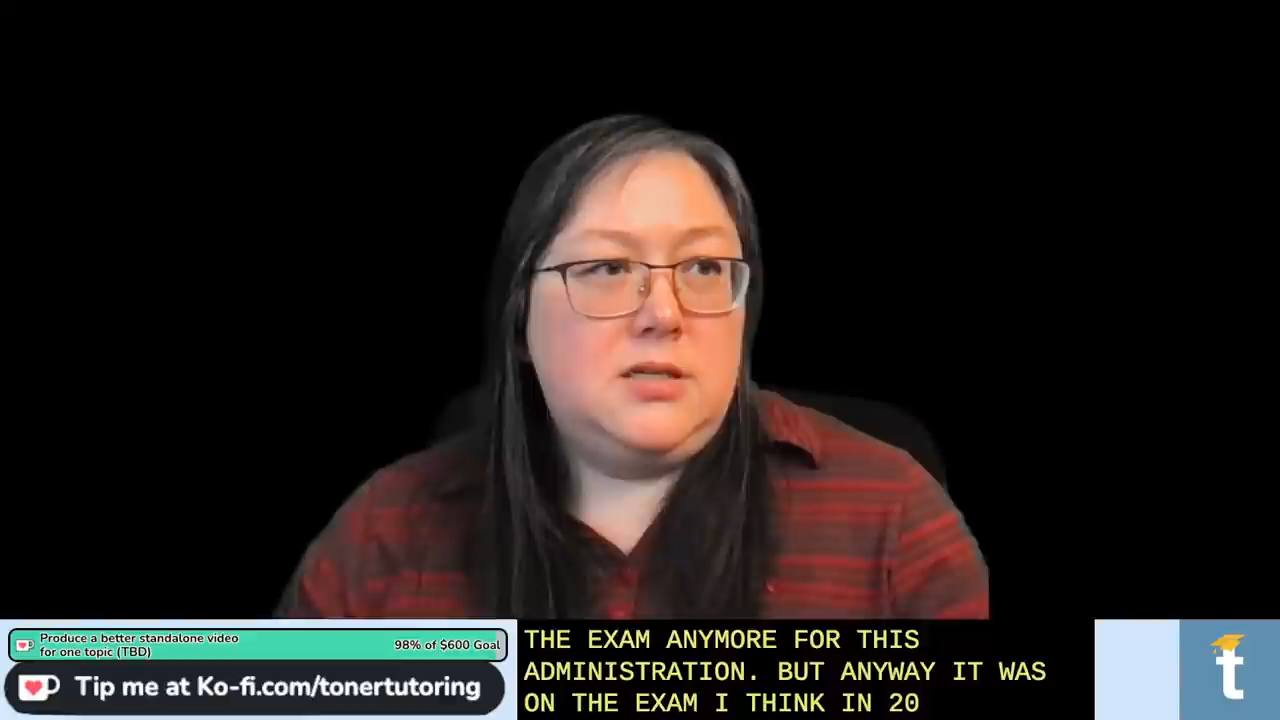 Produce a better standalone video
for one topic (TBD)
98% of $600 Goal
Tip me at Ko-fi.com/tonertutoring
THE EXAM ANYMORE FOR THIS
ADMINISTRATION. BUT ANYWAY IT WAS
ON THE EXAM I THINK IN 20
t